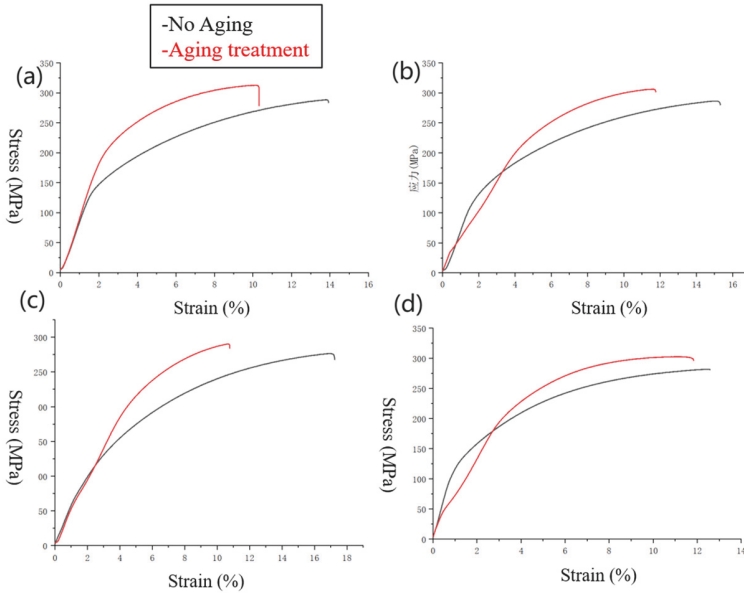 -No Aging
-Aging treatment
(a)
350
300
250
200
150
100
50
0
Stress (MPa)
0 2 4 6 8 10 12 14 16
Strain (%)
(b)
350
300
250
200
150
100
50
0
应力(MPa)
0 2 4 6 8 10 12 14 16
Strain (%)
(c)
300
250
00
50
00
50
0
Stress (MPa)
0 2 4 6 8 10 12 14 16 18
Strain (%)
(d)
350
300
250
200
150
100
50
0
Stress (MPa)
0 2 4 6 8 10 12 14
Strain (%)